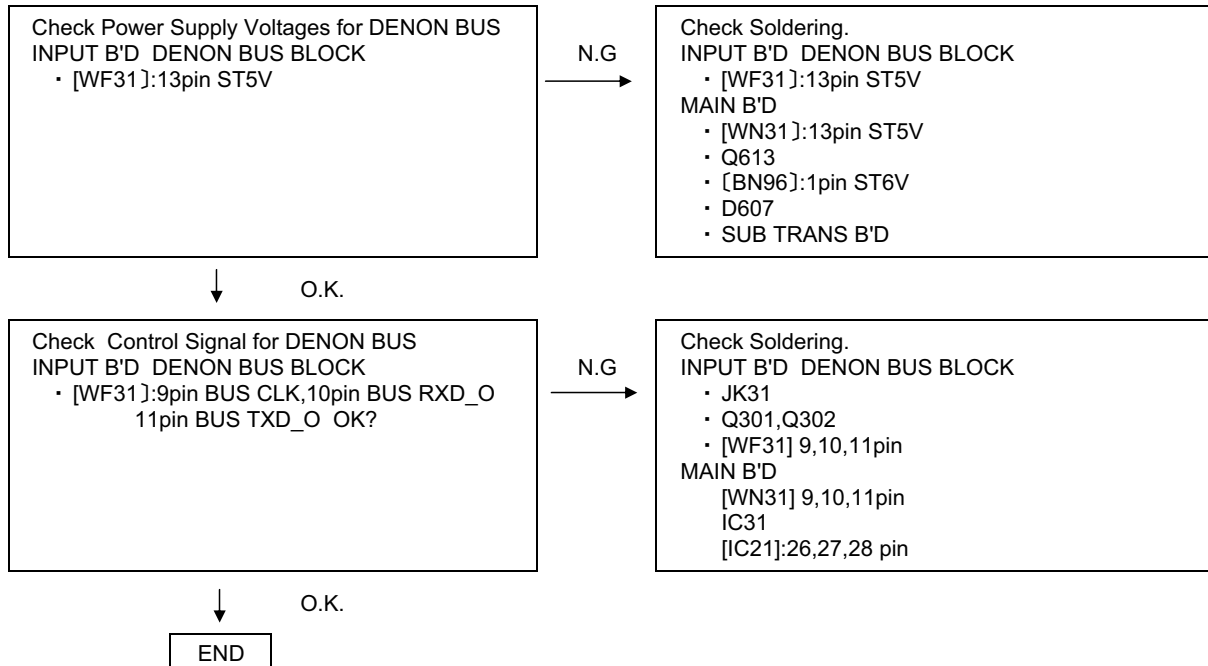 Check Power Supply Voltages for DENON BUS
INPUT B'D  DENON BUS BLOCK
・[WF31〕:13pin ST5V
N.G
Check Soldering.
INPUT B'D  DENON BUS BLOCK
・[WF31〕:13pin ST5V
MAIN B'D
・[WN31〕:13pin ST5V
・Q613
・〔BN96〕:1pin ST6V
・D607
・SUB TRANS B'D
O.K.
Check  Control Signal for DENON BUS
INPUT B'D  DENON BUS BLOCK
・[WF31〕:9pin BUS CLK,10pin BUS RXD_O
11pin BUS TXD_O  OK?
N.G
Check Soldering.
INPUT B'D  DENON BUS BLOCK
・JK31
・Q301,Q302
・[WF31] 9,10,11pin
MAIN B'D
[WN31] 9,10,11pin
IC31
[IC21]:26,27,28 pin
O.K.
END